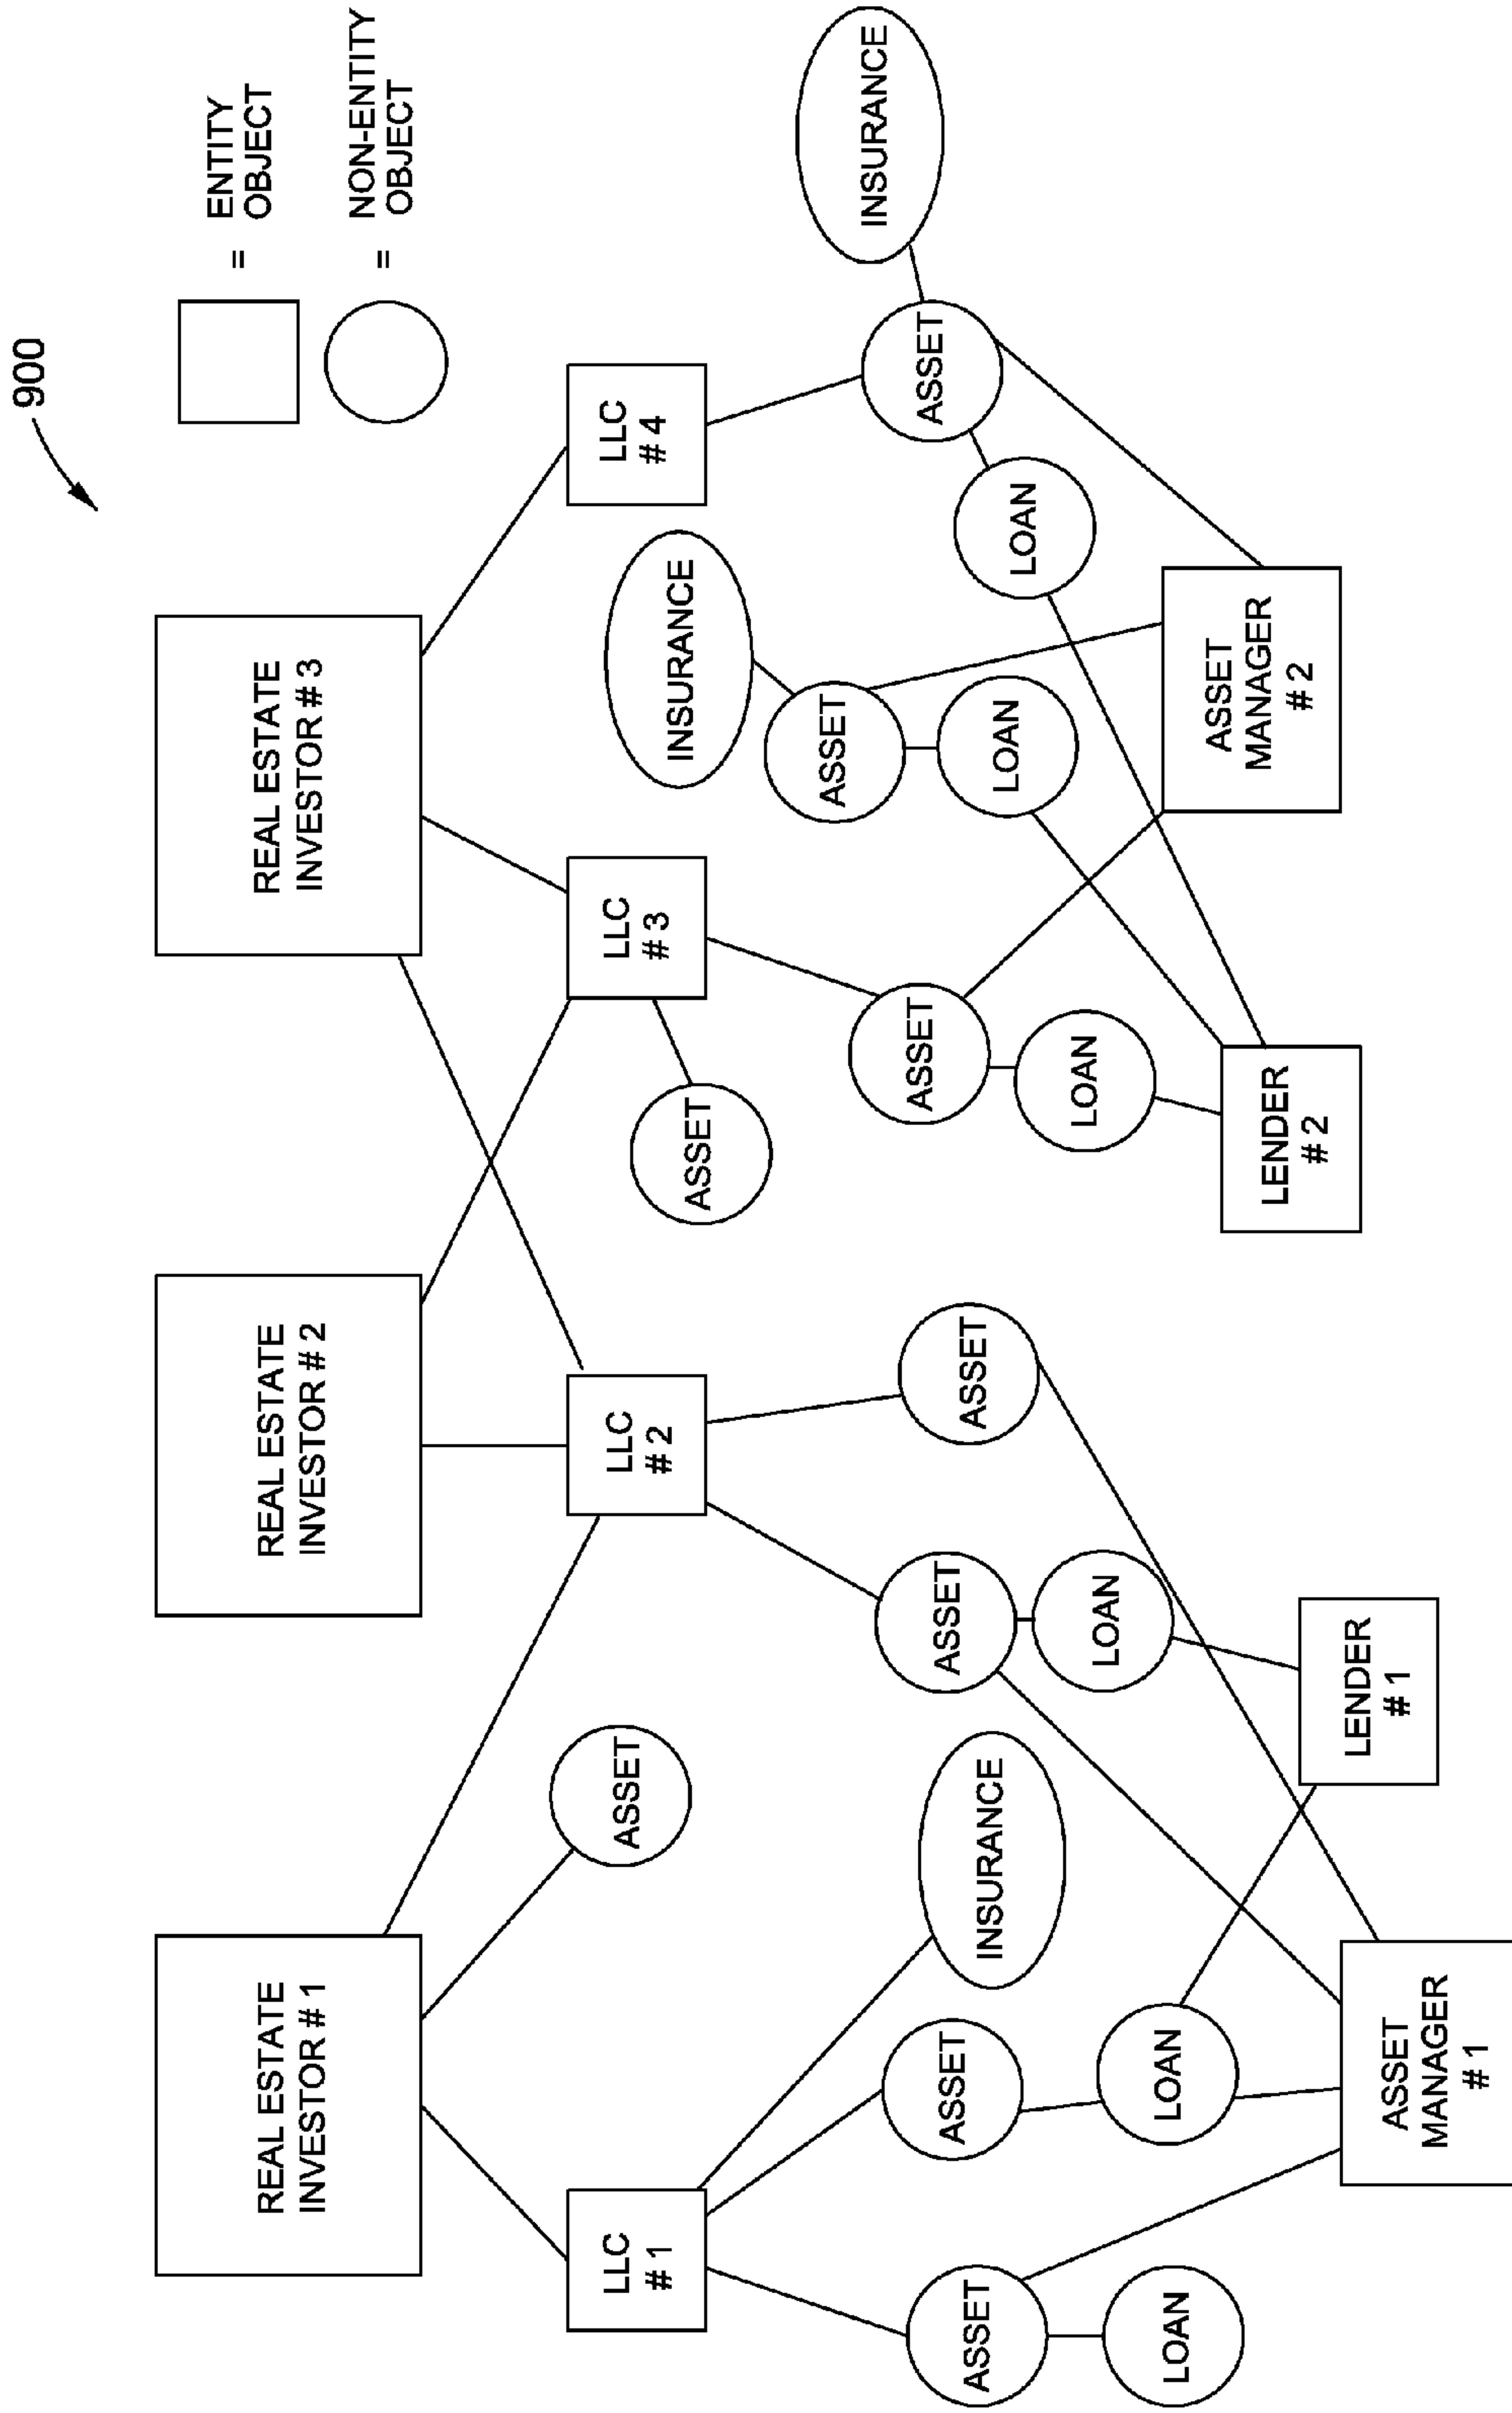 900
= ENTITY
OBJECT
= NON-ENTITY
OBJECT
REAL ESTATE
INVESTOR # 1
REAL ESTATE
INVESTOR # 2
REAL ESTATE
INVESTOR # 3
LLC
# 1
ASSET
LLC
# 2
LLC
# 3
LLC
# 4
ASSET
INSURANCE
ASSET
ASSET
INSURANCE
ASSET
ASSET
ASSET
ASSET
ASSET
INSURANCE
LOAN
LOAN
LOAN
LOAN
LOAN
LOAN
ASSET
MANAGER
# 1
LENDER
# 1
LENDER
# 2
ASSET
MANAGER
# 2